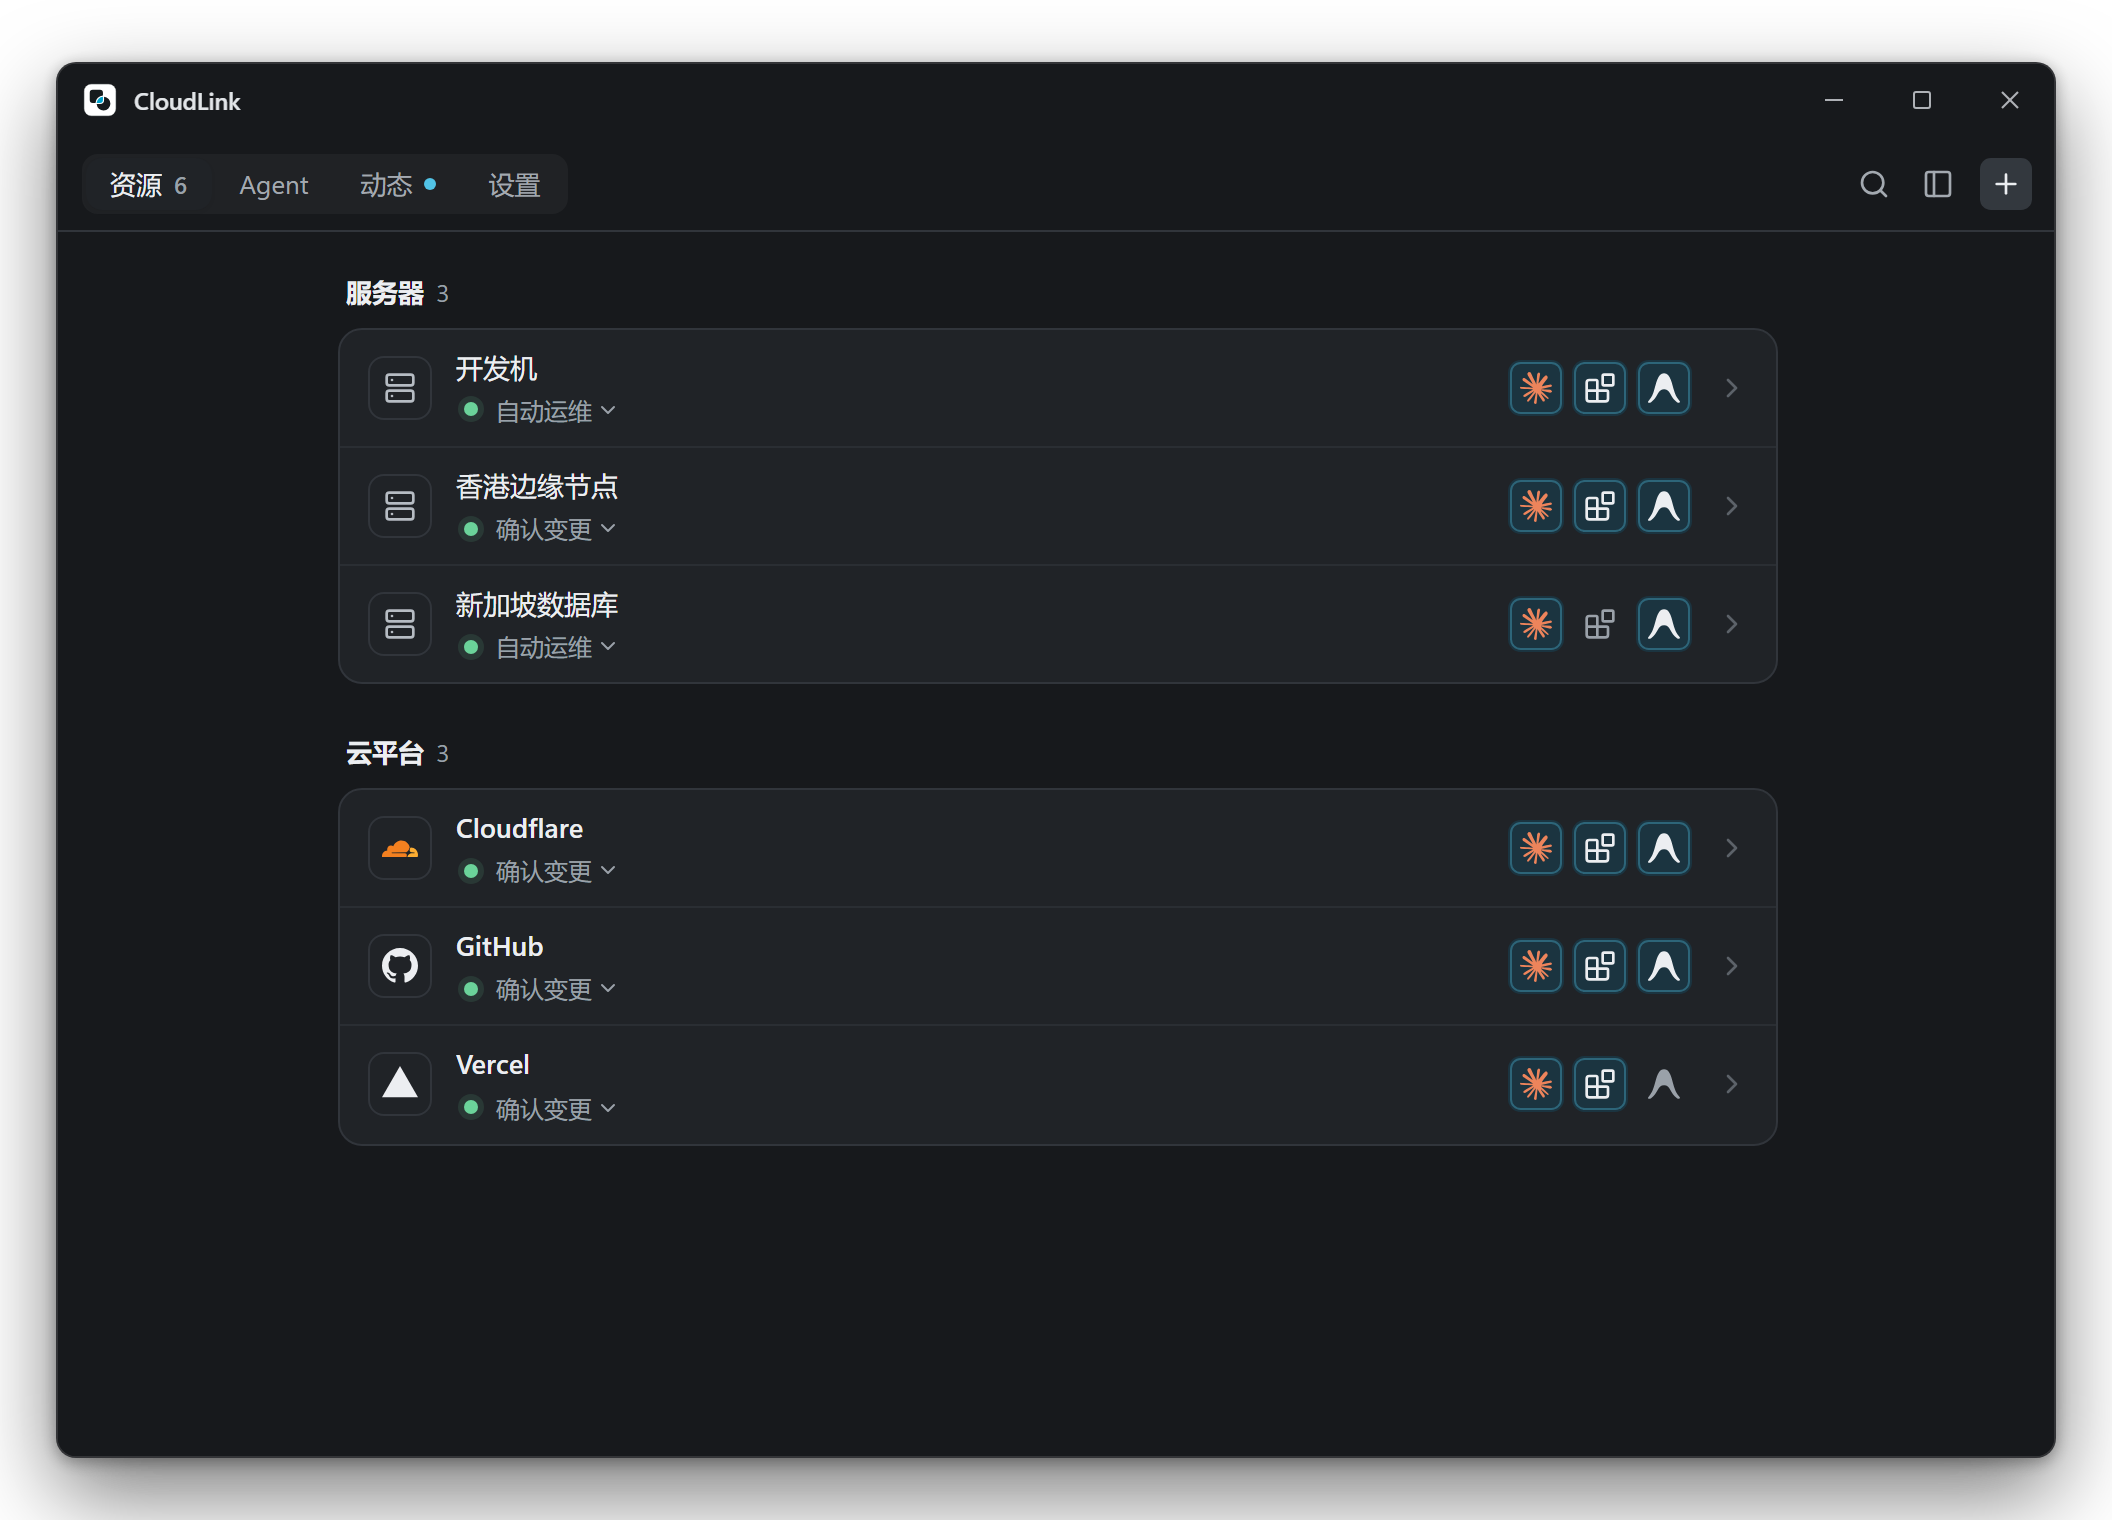 CloudLink
资源 6 Agent 动态 设置
服务器 3
开发机
自动运维
香港边缘节点
确认变更
新加坡数据库
自动运维
云平台 3
Cloudflare
确认变更
GitHub
确认变更
Vercel
确认变更